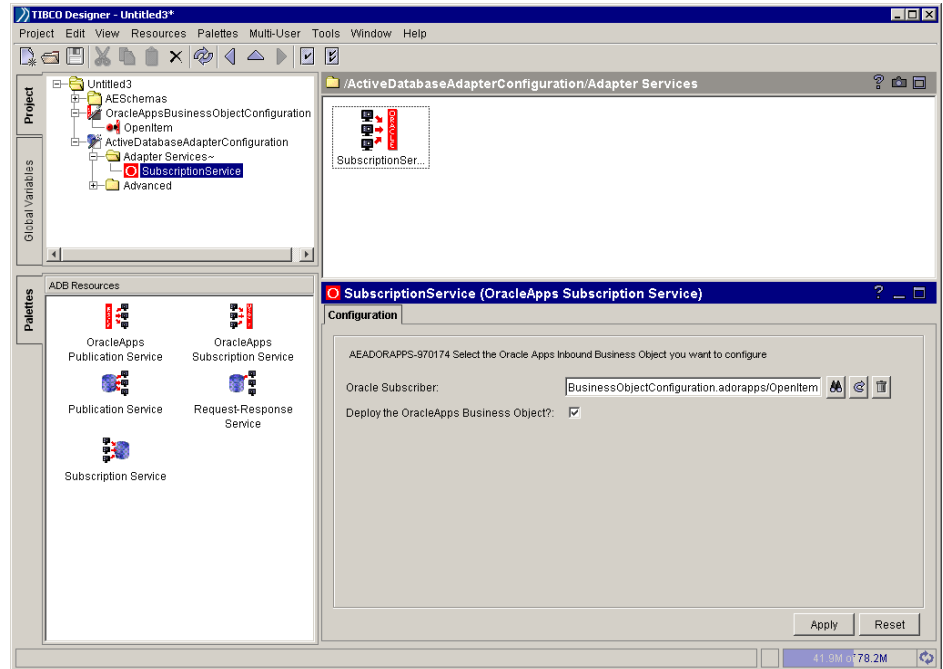 TIBCO Designer - Untitled3*
Project Edit View Resources Palettes Multi-User Tools Window Help
Project
Global Variables
Untitled3
AESchemas
OracleAppsBusinessObjectConfiguration
OpenItem
ActiveDatabaseAdapterConfiguration
Adapter Services~
SubscriptionService
Advanced
/ActiveDatabaseAdapterConfiguration/Adapter Services
ORACLE
SubscriptionSer...
Palettes
ADB Resources
OracleApps
Publication Service
OracleApps
Subscription Service
Publication Service
Request-Response
Service
Subscription Service
SubscriptionService (OracleApps Subscription Service)
Configuration
AEADORAPPS-970174 Select the Oracle Apps Inbound Business Object you want to configure
Oracle Subscriber: BusinessObjectConfiguration.adorapps/OpenItem
Deploy the OracleApps Business Object?:
Apply Reset
41.9M of 78.2M